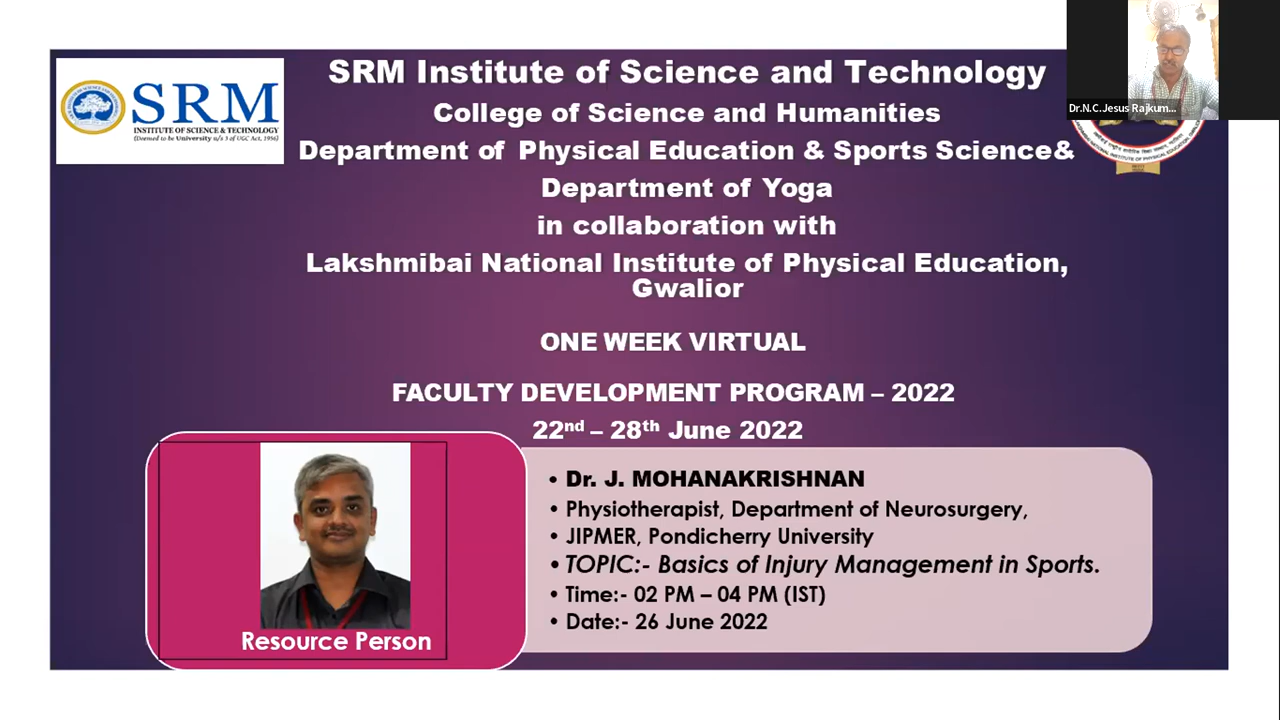 SRM
INSTITUTE OF SCIENCE & TECHNOLOGY
(Deemed to be University u/s 3 of UGC Act, 1956)
SRM Institute of Science and Technology
College of Science and Humanities
Department of Physical Education & Sports Science&
Department of Yoga
in collaboration with
Lakshmibai National Institute of Physical Education,
Gwalior
ONE WEEK VIRTUAL
FACULTY DEVELOPMENT PROGRAM – 2022
22nd – 28th June 2022
Dr.N.C.Jesus Rajkum...
Resource Person
• Dr. J. MOHANAKRISHNAN
• Physiotherapist, Department of Neurosurgery,
• JIPMER, Pondicherry University
• TOPIC:- Basics of Injury Management in Sports.
• Time:- 02 PM – 04 PM (IST)
• Date:- 26 June 2022